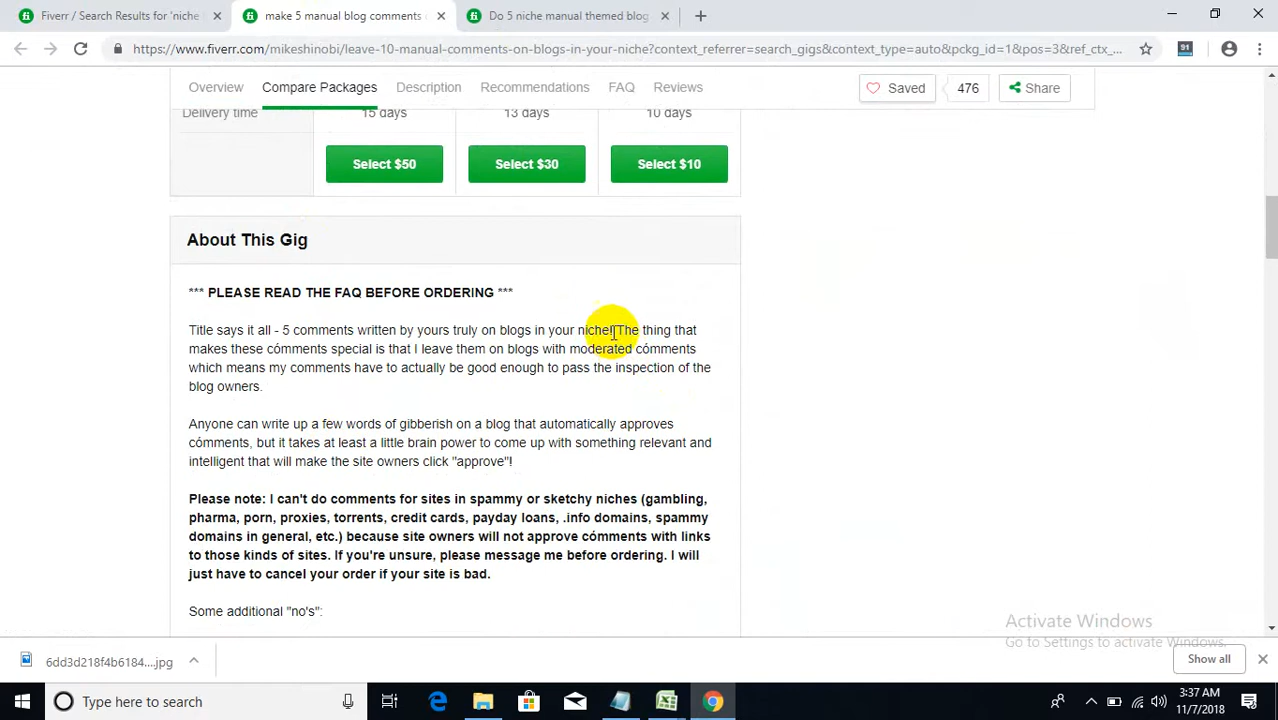 Fiverr / Search Results for 'niche
make 5 manual blog comments
Do 5 niche manual themed blog
https://www.fiverr.com/mikeshinobi/leave-10-manual-comments-on-blogs-in-your-niche?context_referrer=search_gigs&context_type=auto&pckg_id=1&pos=3&ref_ctx_...
91
Overview Compare Packages Description Recommendations FAQ Reviews Saved 476 Share
Delivery time 15 days 13 days 10 days
Select $50 Select $30 Select $10
About This Gig
*** PLEASE READ THE FAQ BEFORE ORDERING ***
Title says it all - 5 comments written by yours truly on blogs in your niche! The thing that
makes these cómments special is that I leave them on blogs with moderated cómments
which means my comments have to actually be good enough to pass the inspection of the
blog owners.
Anyone can write up a few words of gibberish on a blog that automatically approves
cómments, but it takes at least a little brain power to come up with something relevant and
intelligent that will make the site owners click "approve"!
Please note: I can't do comments for sites in spammy or sketchy niches (gambling,
pharma, porn, proxies, torrents, credit cards, payday loans, .info domains, spammy
domains in general, etc.) because site owners will not approve cómments with links
to those kinds of sites. If you're unsure, please message me before ordering. I will
just have to cancel your order if your site is bad.
Some additional "no's":
Activate Windows
Go to Settings to activate Windows.
6dd3d218f4b6184....jpg
Show all
Type here to search
3:37 AM
11/7/2018